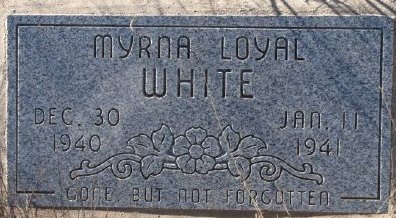 MYRNA LOYAL
WHITE
DEC. 30
1940
JAN. 11
1941
GONE BUT NOT FORGOTTEN